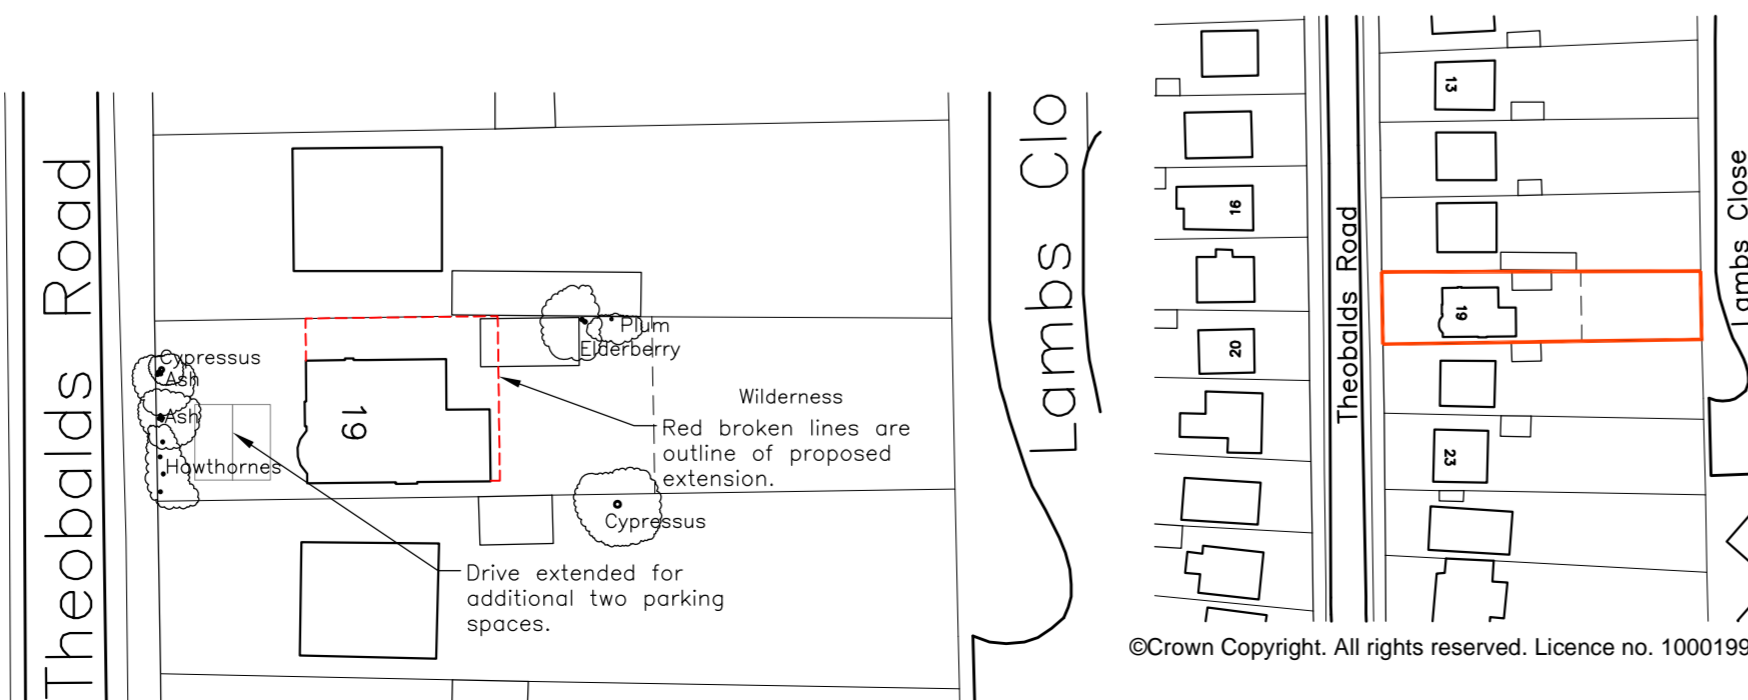 Theobalds Road
Cypressus
Ash
Ash
Hawthornes
19
Plum
Elderberry
Wilderness
Red broken lines are
outline of proposed
extension.
Cypressus
Drive extended for
additional two parking
spaces.
Lambs Clo
16
20
Theobalds Road
13
19
23
Lambs Close
©Crown Copyright. All rights reserved. Licence no. 1000199